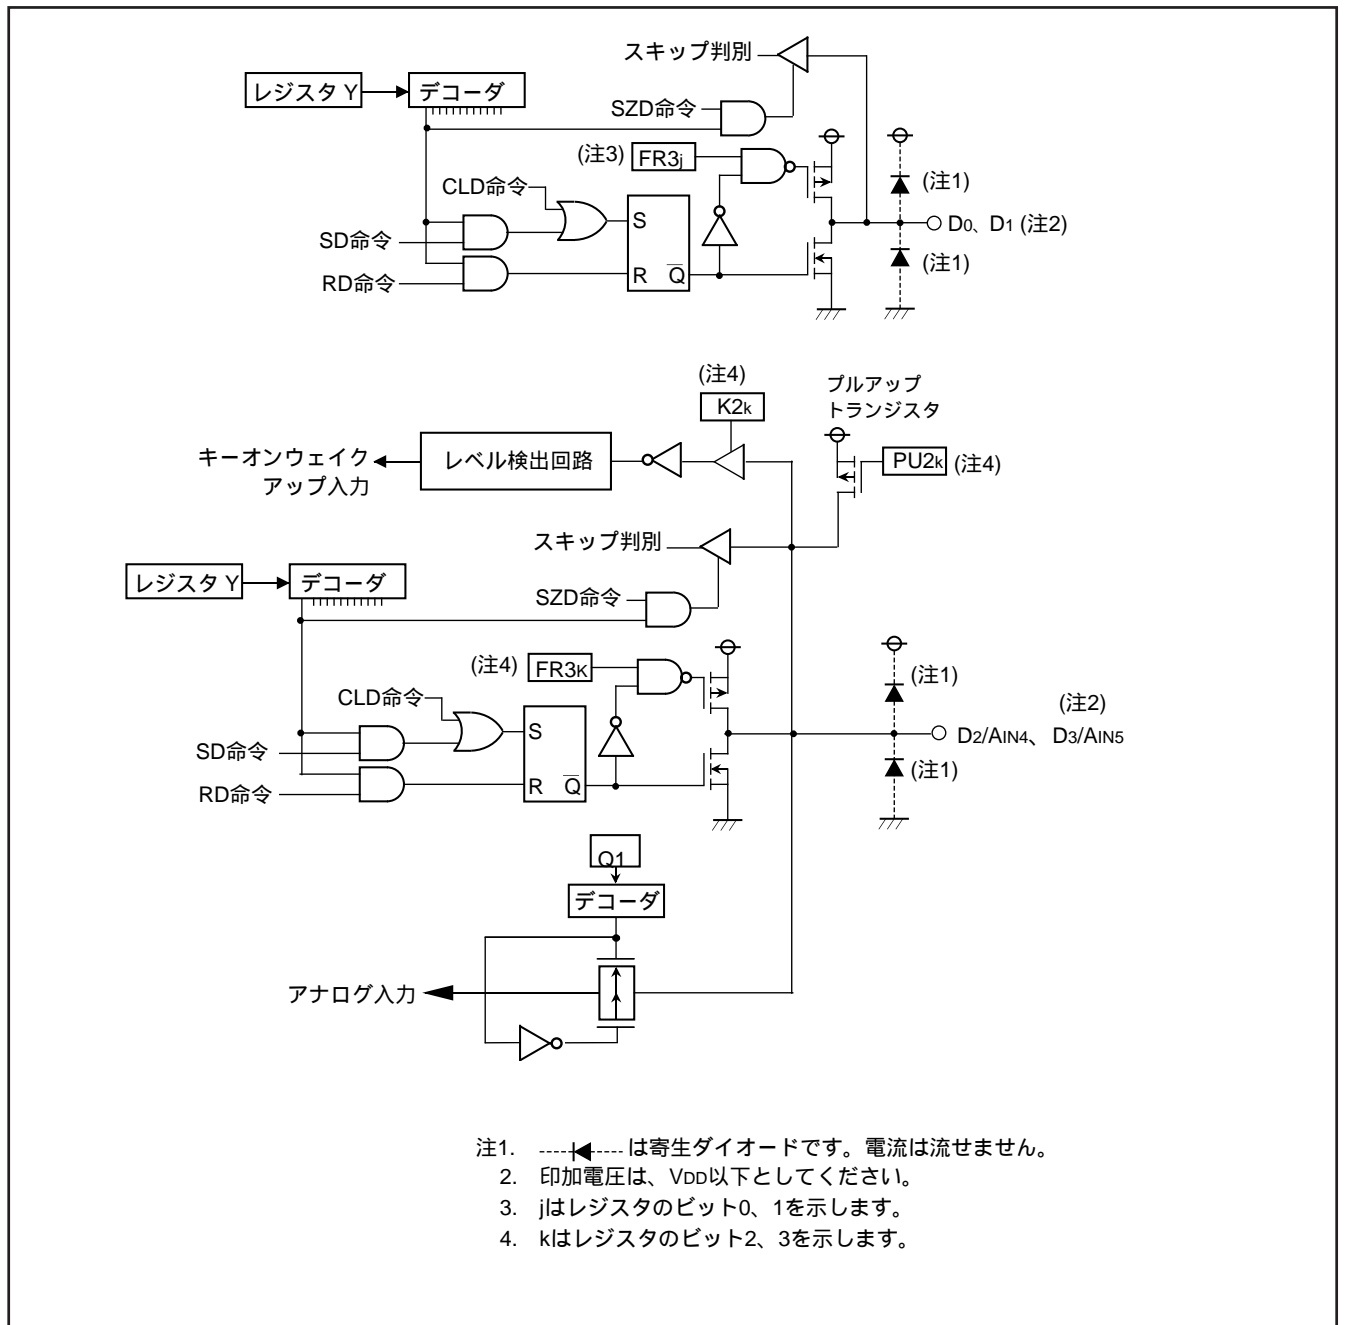 スキップ判別
レジスタ Y
デコーダ
SZD命令
(注3)
FR3j
(注1)
CLD命令
S
D0、D1 (注2)
SD命令
(注1)
R
Q
RD命令
(注4)
K2k
プルアップ
トランジスタ
キーオンウェイク
アップ入力
レベル検出回路
PU2k
(注4)
スキップ判別
レジスタ Y
デコーダ
SZD命令
(注4)
FR3K
(注1)
CLD命令
(注2)
S
D2/AIN4、D3/AIN5
SD命令
(注1)
R
Q
RD命令
Q1
デコーダ
アナログ入力
注1. は寄生ダイオードです。電流は流せません。
2. 印加電圧は、VDD以下としてください。
3. jはレジスタのビット0、1を示します。
4. kはレジスタのビット2、3を示します。